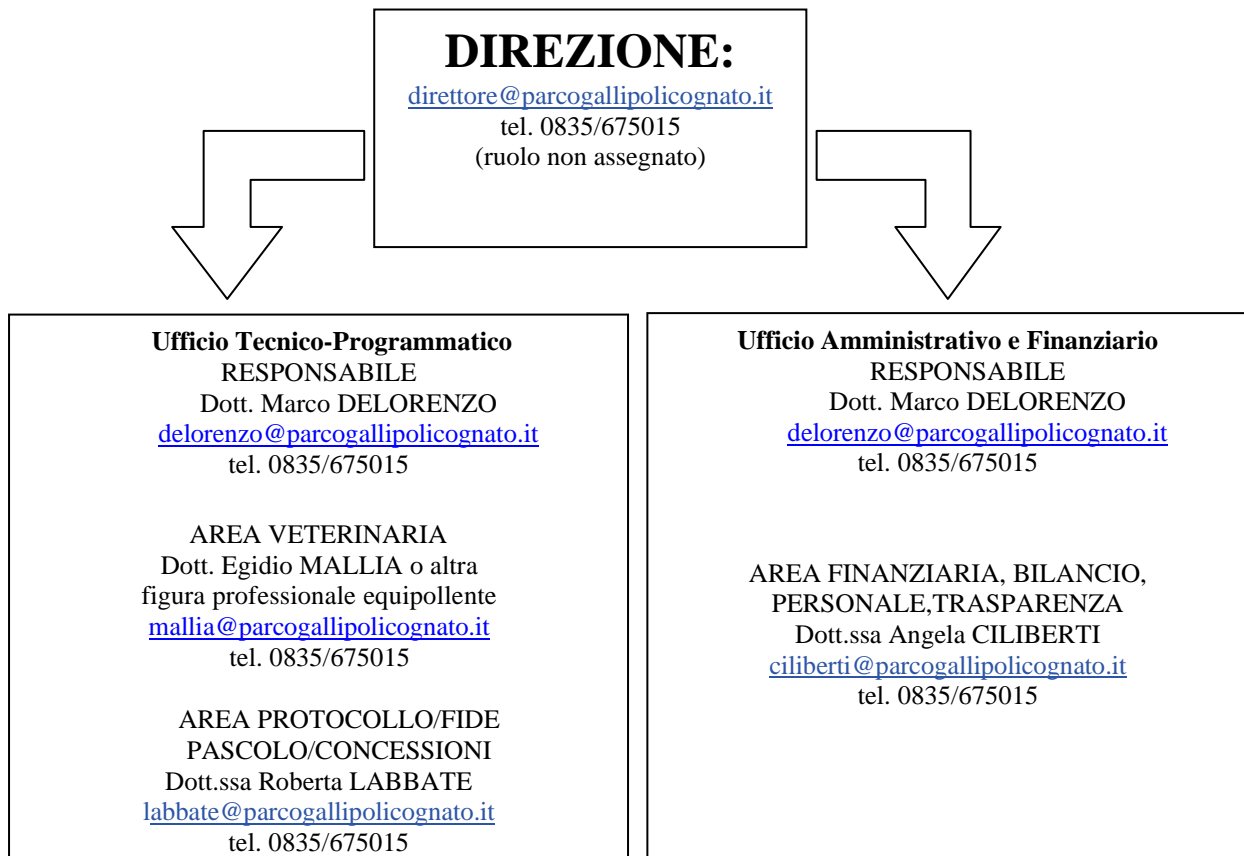 DIREZIONE:
direttore@parcogallipolicognato.it
tel. 0835/675015
(ruolo non assegnato)
Ufficio Tecnico-Programmatico
RESPONSABILE
Dott. Marco DELORENZO
delorenzo@parcogallipolicognato.it
tel. 0835/675015
AREA VETERINARIA
Dott. Egidio MALLIA o altra
figura professionale equipollente
mallia@parcogallipolicognato.it
tel. 0835/675015
AREA PROTOCOLLO/FIDE
PASCOLO/CONCESSIONI
Dott.ssa Roberta LABBATE
labbate@parcogallipolicognato.it
tel. 0835/675015
Ufficio Amministrativo e Finanziario
RESPONSABILE
Dott. Marco DELORENZO
delorenzo@parcogallipolicognato.it
tel. 0835/675015
AREA FINANZIARIA, BILANCIO,
PERSONALE,TRASPARENZA
Dott.ssa Angela CILIBERTI
ciliberti@parcogallipolicognato.it
tel. 0835/675015